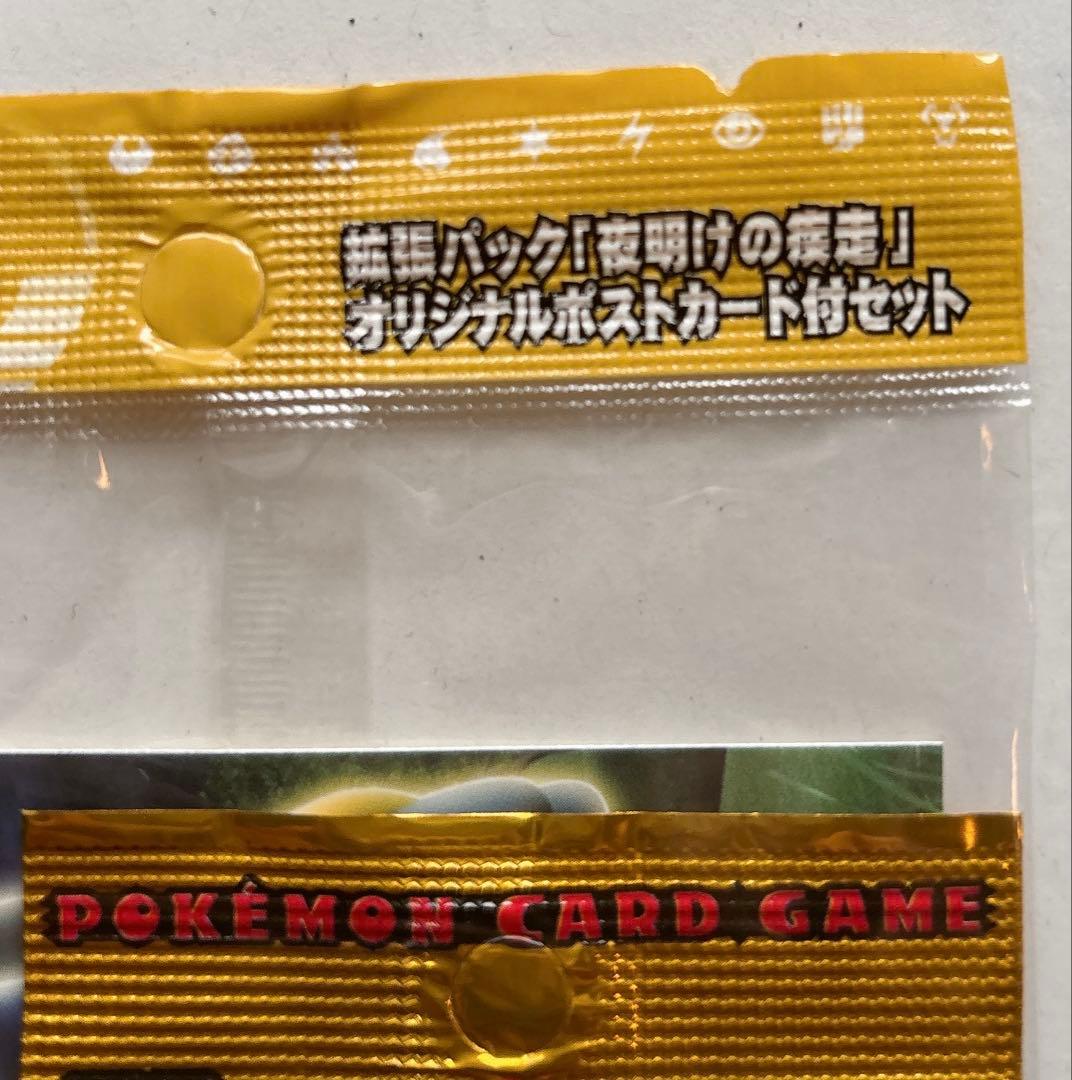 拡張パック「夜明けの疾走」
オリジナルポストカード付セット
POKÉMON CARD GAME